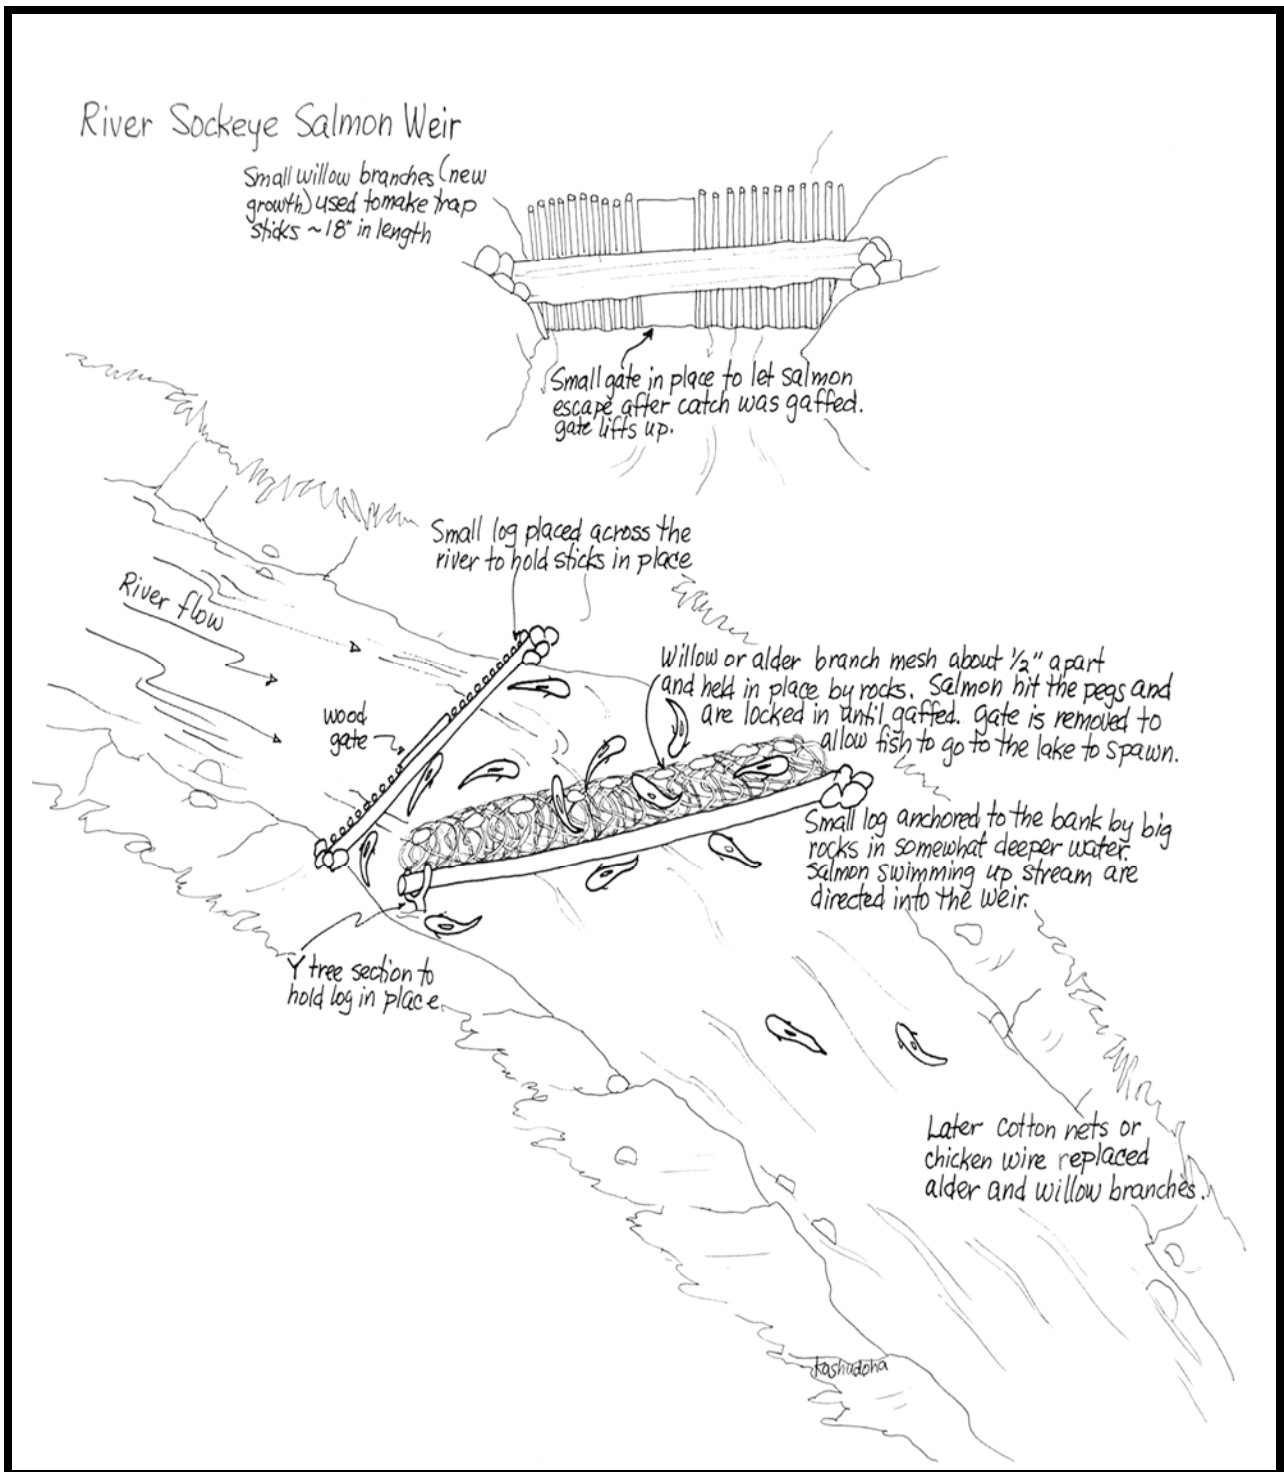 River Sockeye Salmon Weir
Small willow branches (new
growth) used to make trap
sticks ~18" in length
Small gate in place to let salmon
escape after catch was gaffed.
gate lifts up.
Small log placed across the
river to hold sticks in place
River flow
wood
gate
Willow or alder branch mesh about 1/2" apart
and held in place by rocks. Salmon hit the pegs and
are locked in until gaffed. Gate is removed to
allow fish to go to the lake to spawn.
Small log anchored to the bank by big
rocks in somewhat deeper water.
Salmon swimming up stream are
directed into the weir.
Y tree section to
hold log in place
Later cotton nets or
chicken wire replaced
alder and willow branches.
Kashudoha